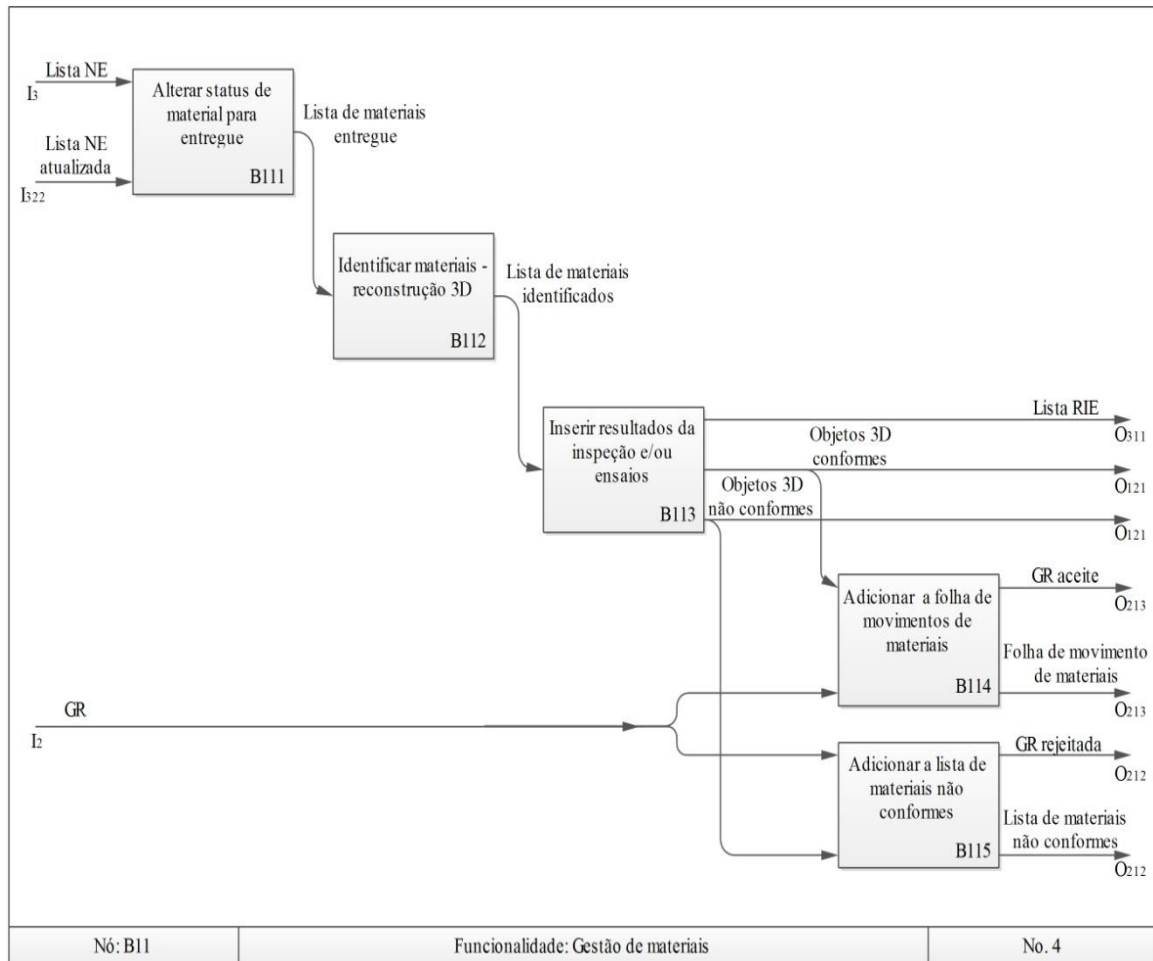 Lista NE
I3
Lista NE
atualizada
I322
Alterar status de
material para
entregue
B111
Lista de materiais
entregue
Identificar materiais -
reconstrução 3D
B112
Lista de materiais
identificados
Inserir resultados da
inspeção e/ou
ensaios
B113
Lista RIE
O311
Objetos 3D
conformes
O121
Objetos 3D
não conformes
O121
GR
I2
Adicionar a folha de
movimentos de
materiais
B114
GR aceite
O213
Folha de movimento
de materiais
O213
Adicionar a lista de
materiais não
conformes
B115
GR rejeitada
O212
Lista de materiais
não conformes
O212
Nó: B11
Funcionalidade: Gestão de materiais
No. 4